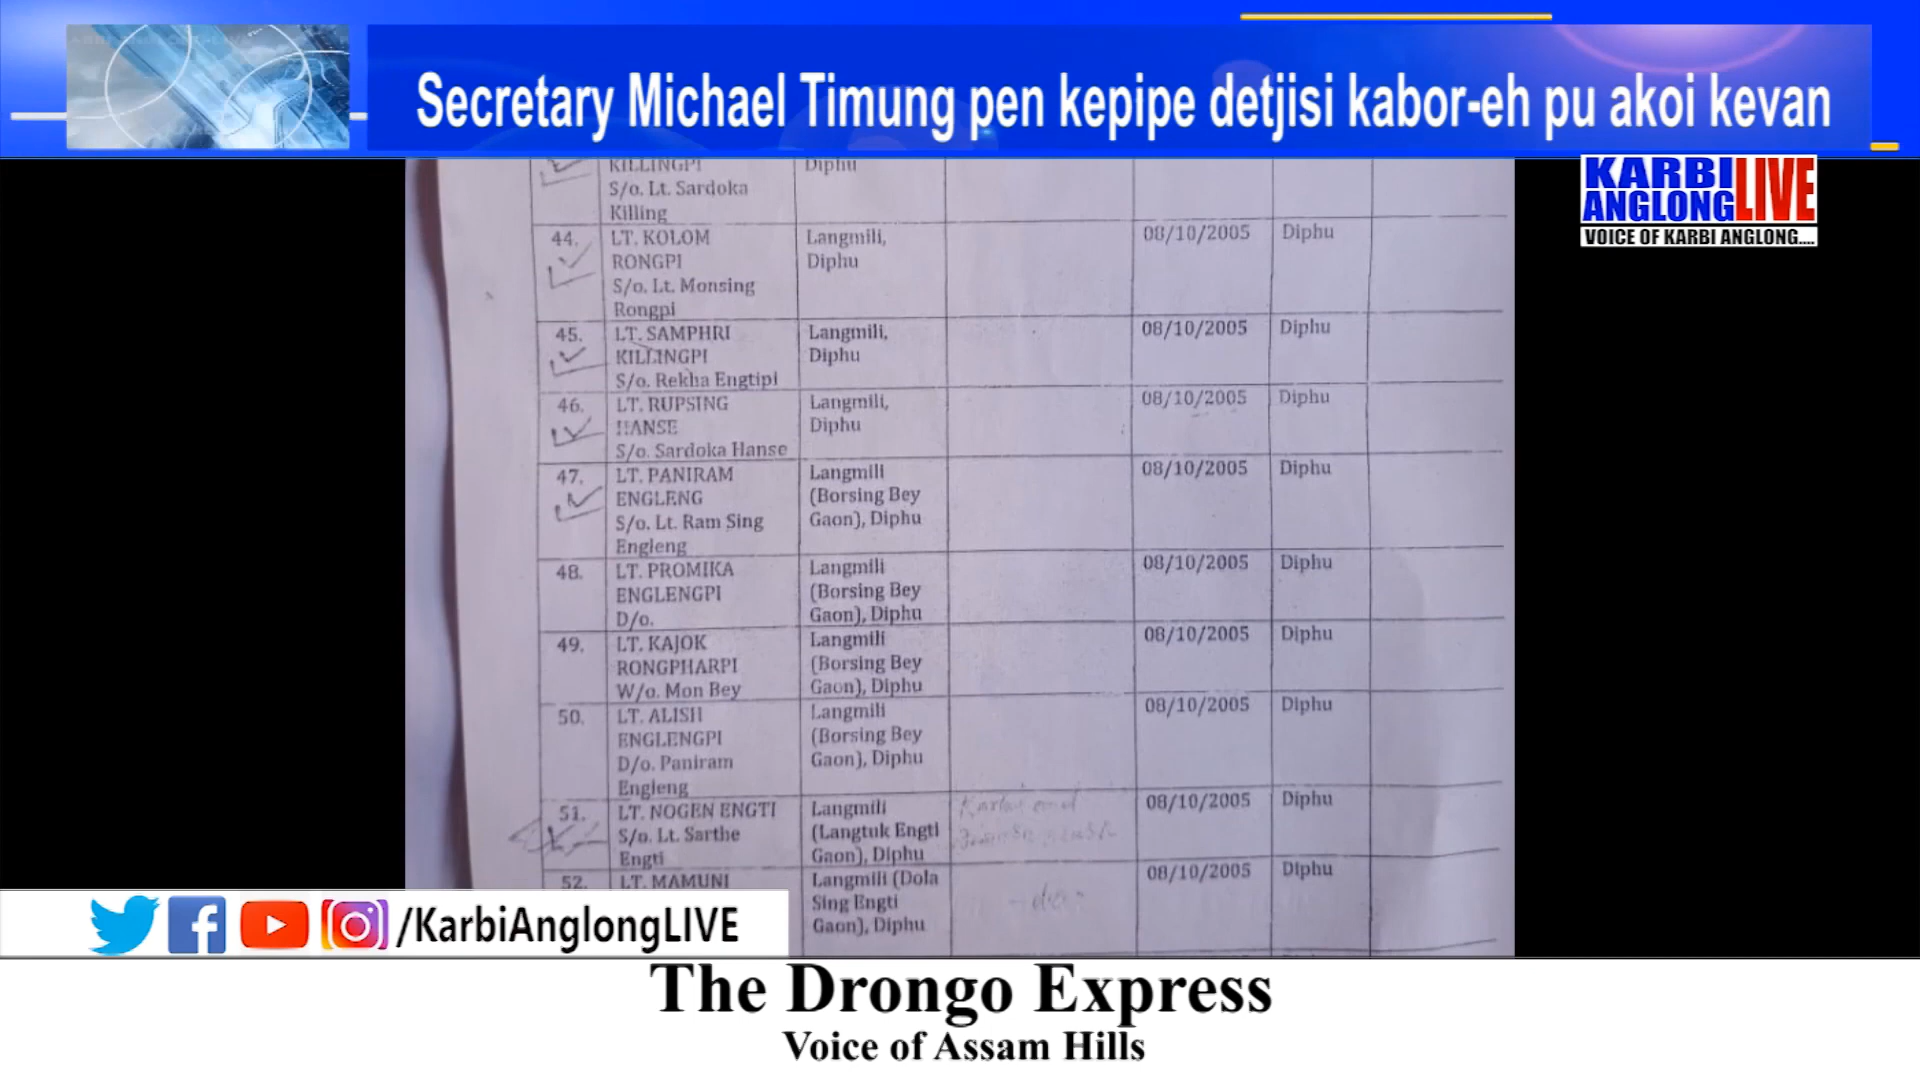 Secretary Michael Timung pen kepipe detjisi kabor-eh pu akoi kevan
KARBI
ANGLONG
LIVE
VOICE OF KARBI ANGLONG....
KILLINGPI
S/o. Lt. Sardoka
Killing
Diphu
44.
LT. KOLOM
RONGPI
S/o. Lt. Monsing
Rongpi
Langmili,
Diphu
08/10/2005
Diphu
45.
LT. SAMPHRI
KILLINGPI
S/o. Rekha Engtipi
Langmili,
Diphu
08/10/2005
Diphu
46.
LT. RUPSING
HANSE
S/o. Sardoka Hanse
Langmili,
Diphu
08/10/2005
Diphu
47.
LT. PANIRAM
ENGLENG
S/o. Lt. Ram Sing
Engleng
Langmili
(Borsing Bey
Gaon), Diphu
08/10/2005
Diphu
48.
LT. PROMIKA
ENGLENGPI
D/o.
Langmili
(Borsing Bey
Gaon), Diphu
08/10/2005
Diphu
49.
LT. KAJOK
RONGPHARPI
W/o. Mon Bey
Langmili
(Borsing Bey
Gaon), Diphu
08/10/2005
Diphu
50.
LT. ALISH
ENGLENGPI
D/o. Paniram
Engleng
Langmili
(Borsing Bey
Gaon), Diphu
08/10/2005
Diphu
51.
LT. NOGEN ENGTI
S/o. Lt. Sarthe
Engti
Langmili
(Langtuk Engti
Gaon), Diphu
08/10/2005
Diphu
52.
LT. MAMUNI
Langmili (Dola
Sing Engti
Gaon), Diphu
08/10/2005
Diphu
/KarbiAnglongLIVE
The Drongo Express
Voice of Assam Hills